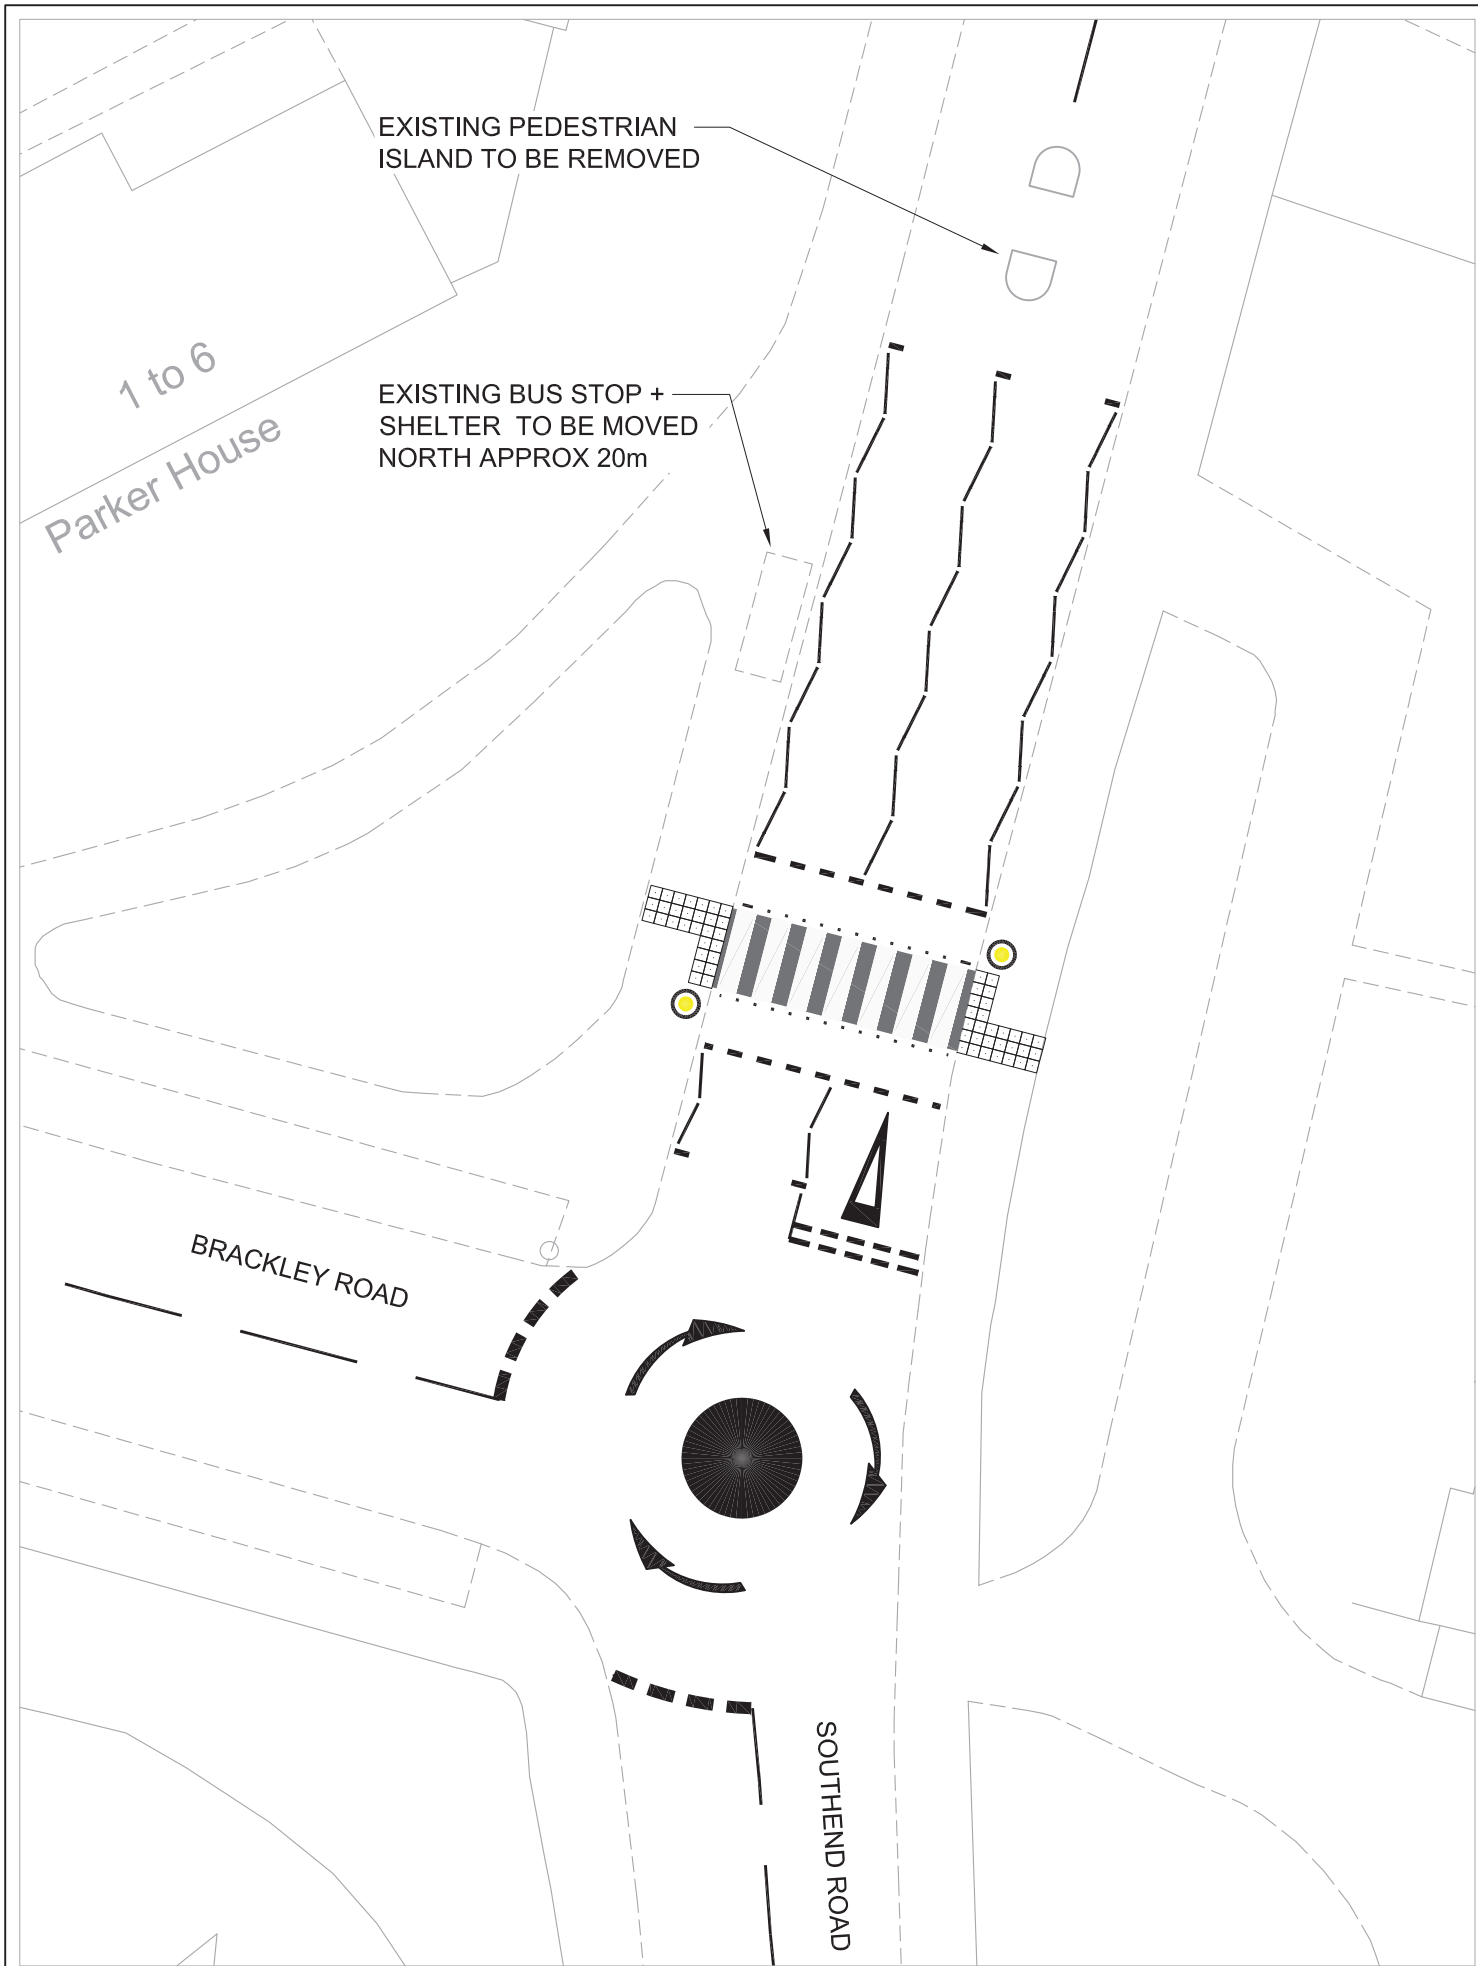 EXISTING PEDESTRIAN
ISLAND TO BE REMOVED
1 to 6
Parker House
EXISTING BUS STOP +
SHELTER TO BE MOVED
NORTH APPROX 20m
BRACKLEY ROAD
SOUTHEND ROAD